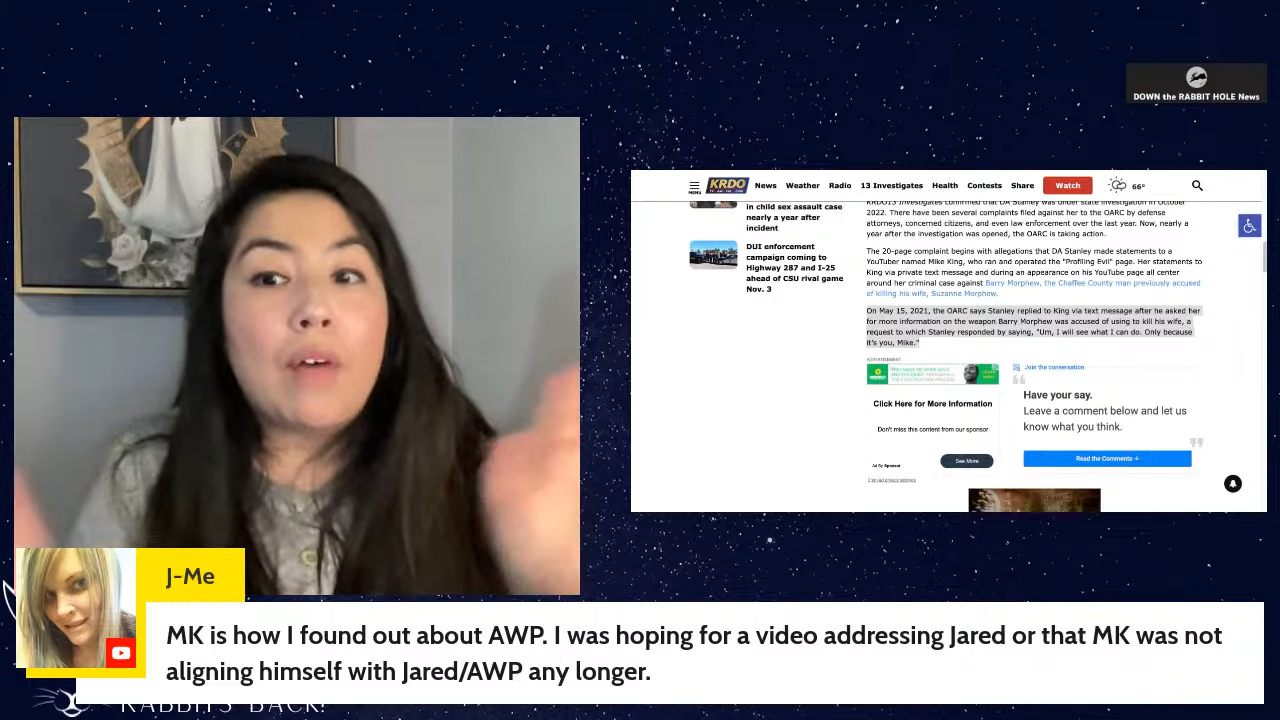 DOWN the RABBIT HOLE News
MENU
KRDO
News
Weather
Radio
13 Investigates
Health
Contests
Share
Watch
66°
in child sex assault case
nearly a year after
incident
DUI enforcement
campaign coming to
Highway 287 and I-25
ahead of CSU rival game
Nov. 3
KRDO13 Investigates confirmed that DA Stanley was under state investigation in October
2022. There have been several complaints filed against her to the OARC by defense
attorneys, concerned citizens, and even law enforcement over the last year. Now, nearly a
year after the investigation was opened, the OARC is taking action.
The 20-page complaint begins with allegations that DA Stanley made statements to a
YouTuber named Mike King, who ran and operated the "Profiling Evil" page. Her statements to
King via private text message and during an appearance on his YouTube page all center
around her criminal case against Barry Morphew, the Chaffee County man previously accused
of killing his wife, Suzanne Morphew.
On May 15, 2021, the OARC says Stanley replied to King via text message after he asked her
for more information on the weapon Barry Morphew was accused of using to kill his wife, a
request to which Stanley responded by saying, "Um, I will see what I can do. Only because
it's you, Mike."
ADVERTISEMENT
Click Here for More Information
Don't miss this content from our sponsor
Ad By Sponsor
See More
Join the conversation
Have your say.
Leave a comment below and let us
know what you think.
Read the Comments
J-Me
MK is how I found out about AWP. I was hoping for a video addressing Jared or that MK was not
aligning himself with Jared/AWP any longer.
RABBITS BACK!